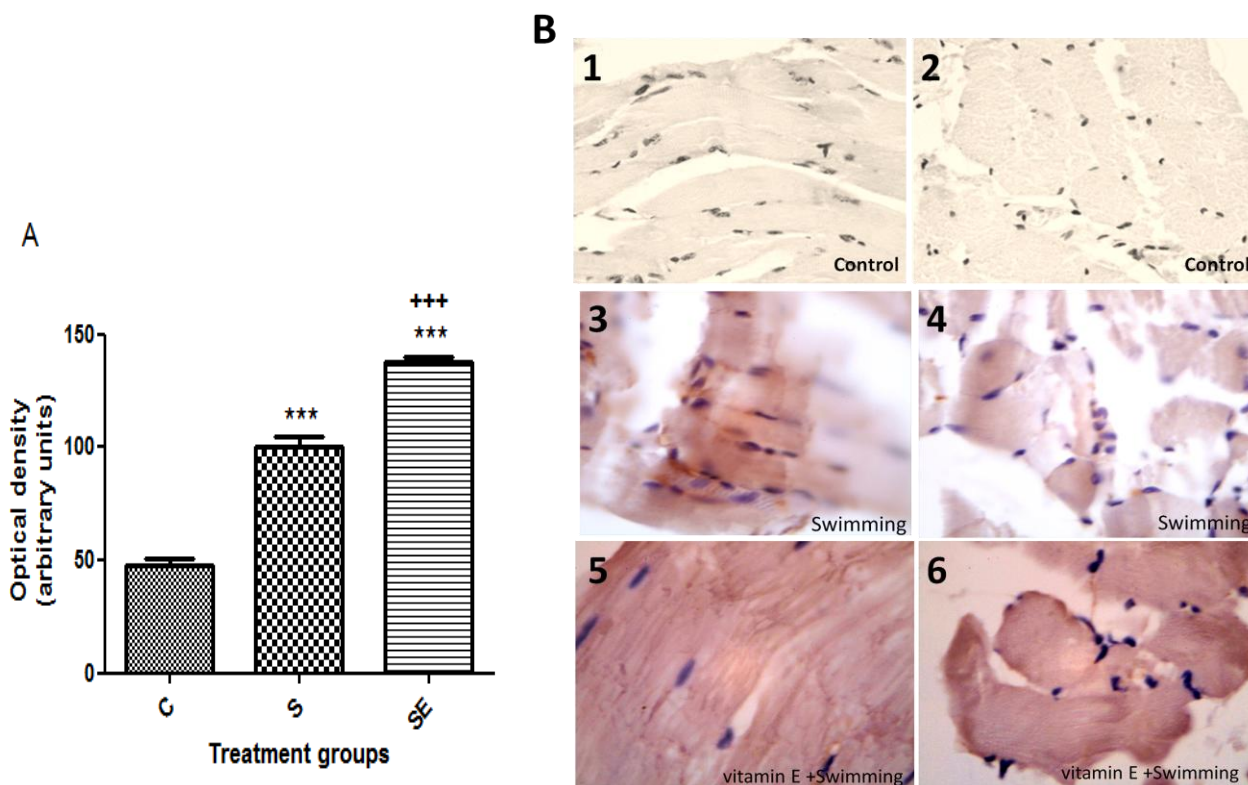 A
Optical density
(arbitrary units)
150
100
50
0
***
+++
***
C
S
SE
Treatment groups
B
1
Control
2
Control
3
Swimming
4
Swimming
5
vitamin E +Swimming
6
vitamin E +Swimming